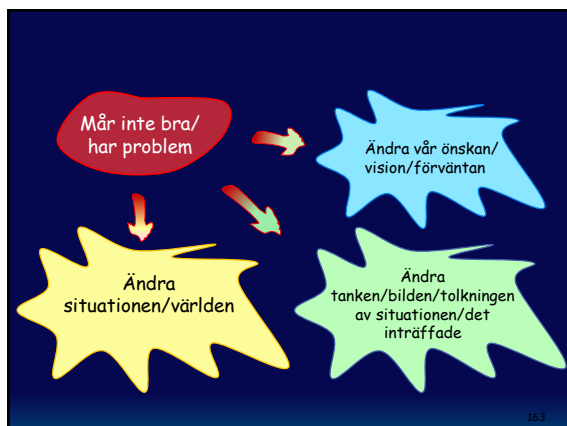 Mår inte bra/
har problem
Ändra vår önskan/
vision/förväntan
Ändra
situationen/världen
Ändra
tanken/bilden/tolkningen
av situationen/det
inträffade
163